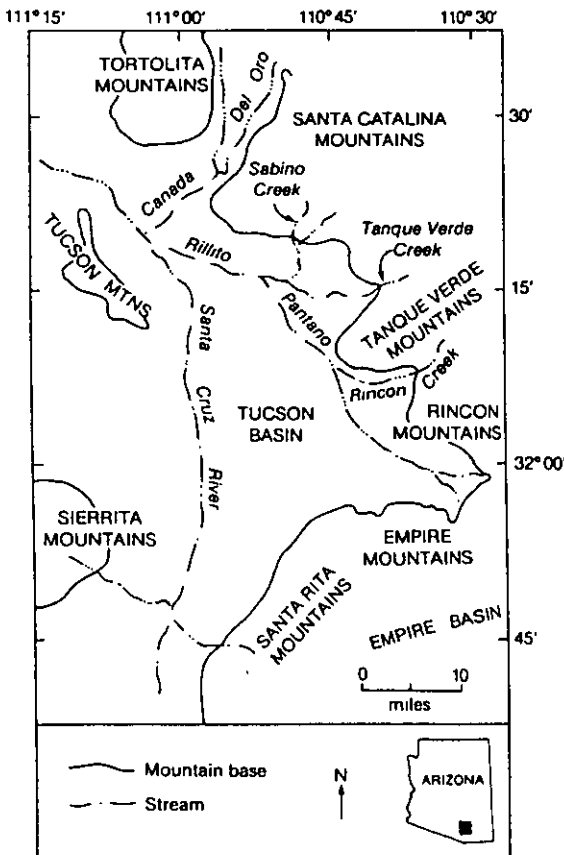 111°15'
111°00'
110°45'
110°30'
TORTOLITA
MOUNTAINS
Del Oro
Canada
SANTA CATALINA
MOUNTAINS
30'
Sabino
Creek
Tanque Verde
Creek
Rillito
TUCSON MTNS
Pantano
15'
TANQUE VERDE
MOUNTAINS
Santa
Cruz
River
Rincon
Creek
TUCSON
BASIN
RINCON
MOUNTAINS
32°00'
SIERRITA
MOUNTAINS
EMPIRE
MOUNTAINS
SANTA RITA
MOUNTAINS
EMPIRE BASIN
45'
0
10
miles
Mountain base
Stream
N
ARIZONA